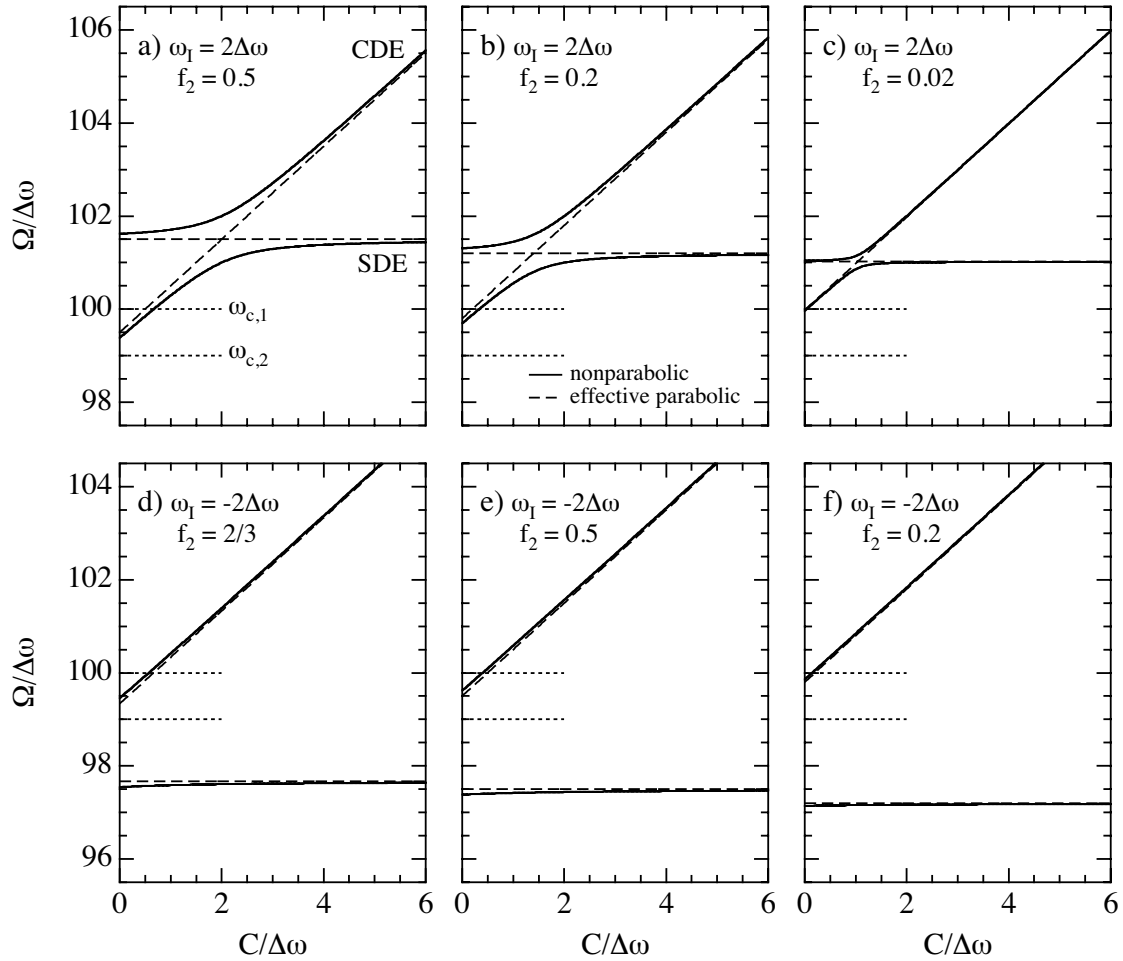 a) ω_I = 2Δω
f_2 = 0.5
CDE
SDE
ω_{c,1}
ω_{c,2}
b) ω_I = 2Δω
f_2 = 0.2
nonparabolic
effective parabolic
c) ω_I = 2Δω
f_2 = 0.02
106
104
102
100
98
Ω/Δω
d) ω_I = -2Δω
f_2 = 2/3
e) ω_I = -2Δω
f_2 = 0.5
f) ω_I = -2Δω
f_2 = 0.2
104
102
100
98
96
Ω/Δω
0 2 4 6
0 2 4 6
0 2 4 6
C/Δω
C/Δω
C/Δω